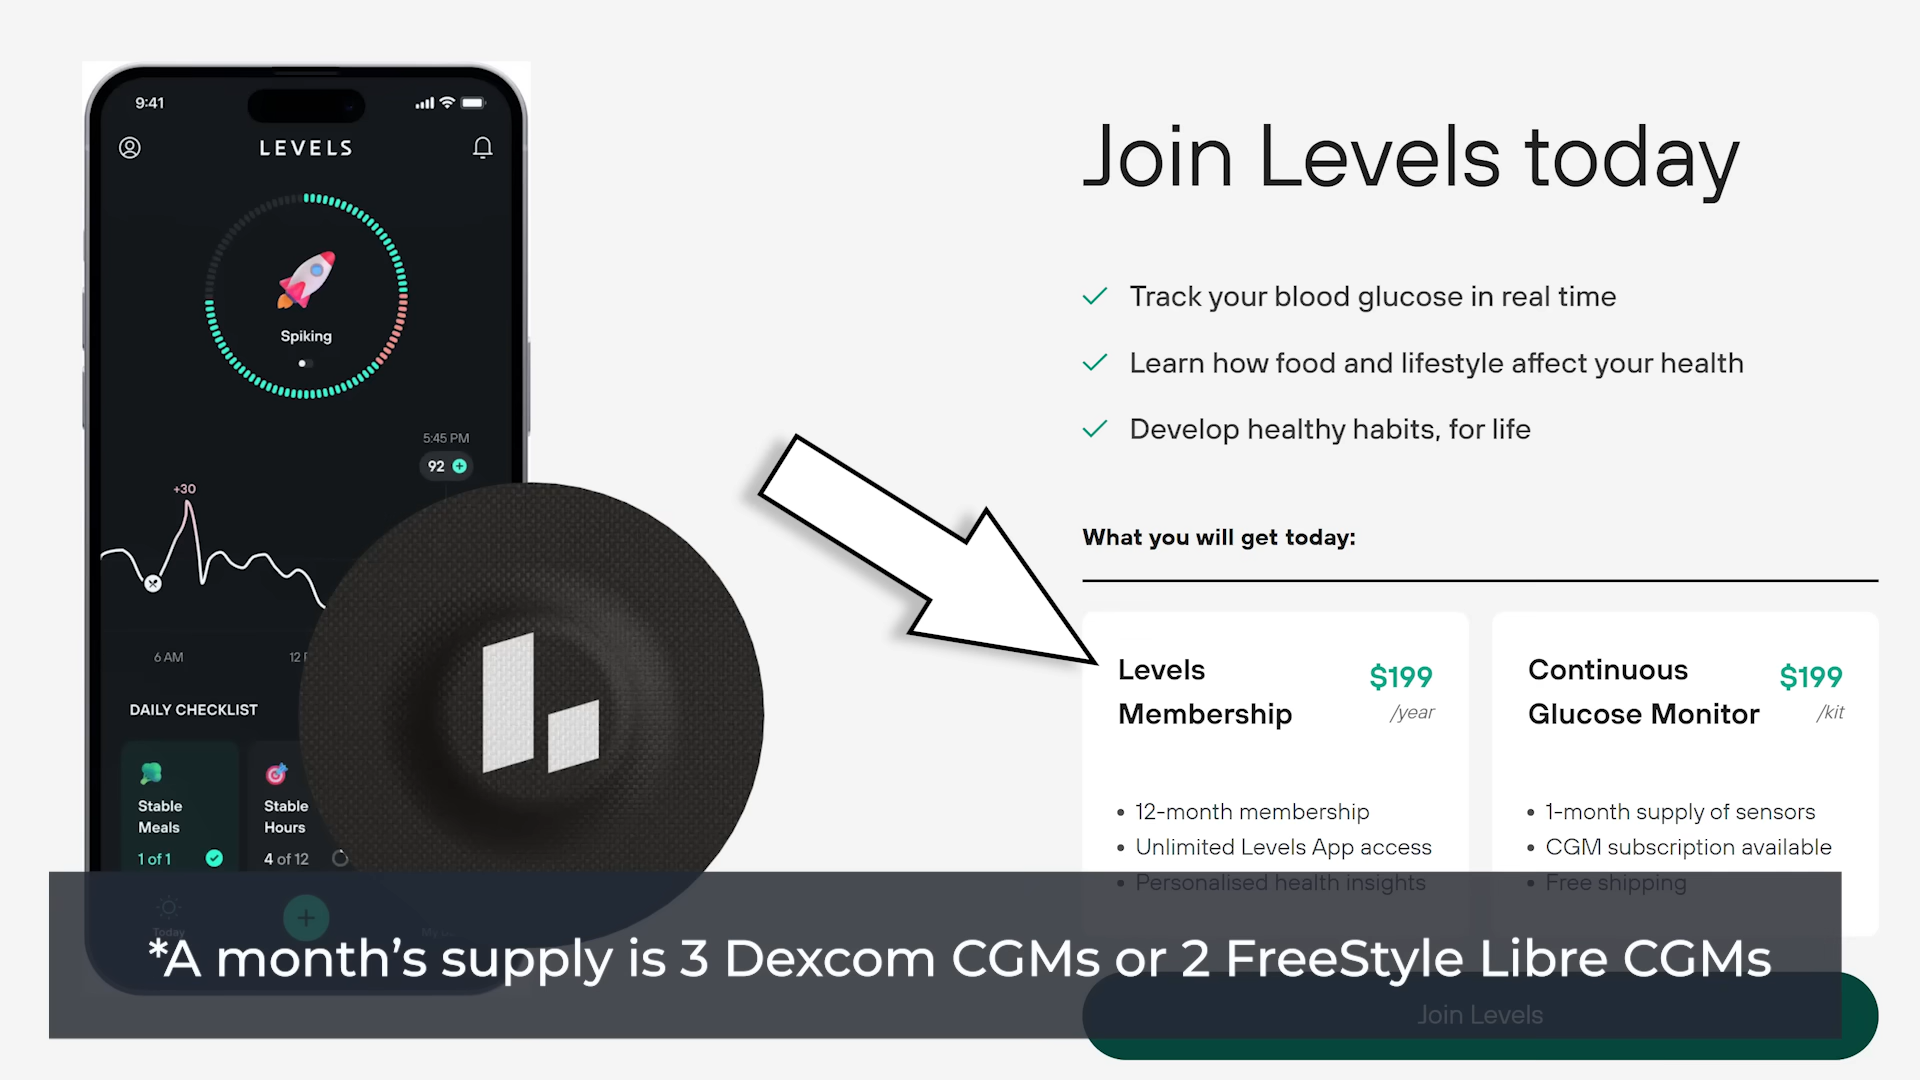 9:41
LEVELS
Spiking
5:45 PM
92
+30
6 AM
12 P
DAILY CHECKLIST
Stable
Meals
1 of 1
Stable
Hours
4 of 12
Today
Join Levels today
Track your blood glucose in real time
Learn how food and lifestyle affect your health
Develop healthy habits, for life
What you will get today:
Levels
Membership
$199
/year
• 12-month membership
• Unlimited Levels App access
• Personalised health insights
Continuous
Glucose Monitor
$199
/kit
• 1-month supply of sensors
• CGM subscription available
• Free shipping
*A month’s supply is 3 Dexcom CGMs or 2 FreeStyle Libre CGMs
Join Levels